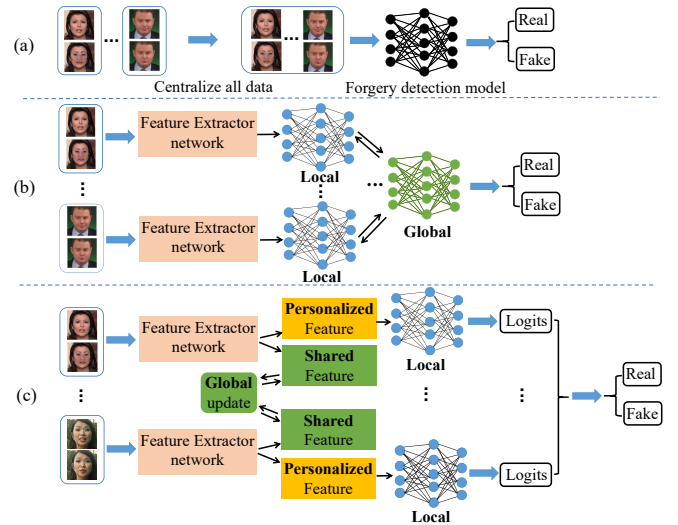 (a)
Centralize all data
Forgery detection model
Real
Fake
(b)
Feature Extractor
network
Local
Feature Extractor
network
Local
Global
Real
Fake
(c)
Feature Extractor
network
Personalized
Feature
Shared
Feature
Local
Logits
Global
update
Shared
Feature
Feature Extractor
network
Personalized
Feature
Local
Logits
Real
Fake